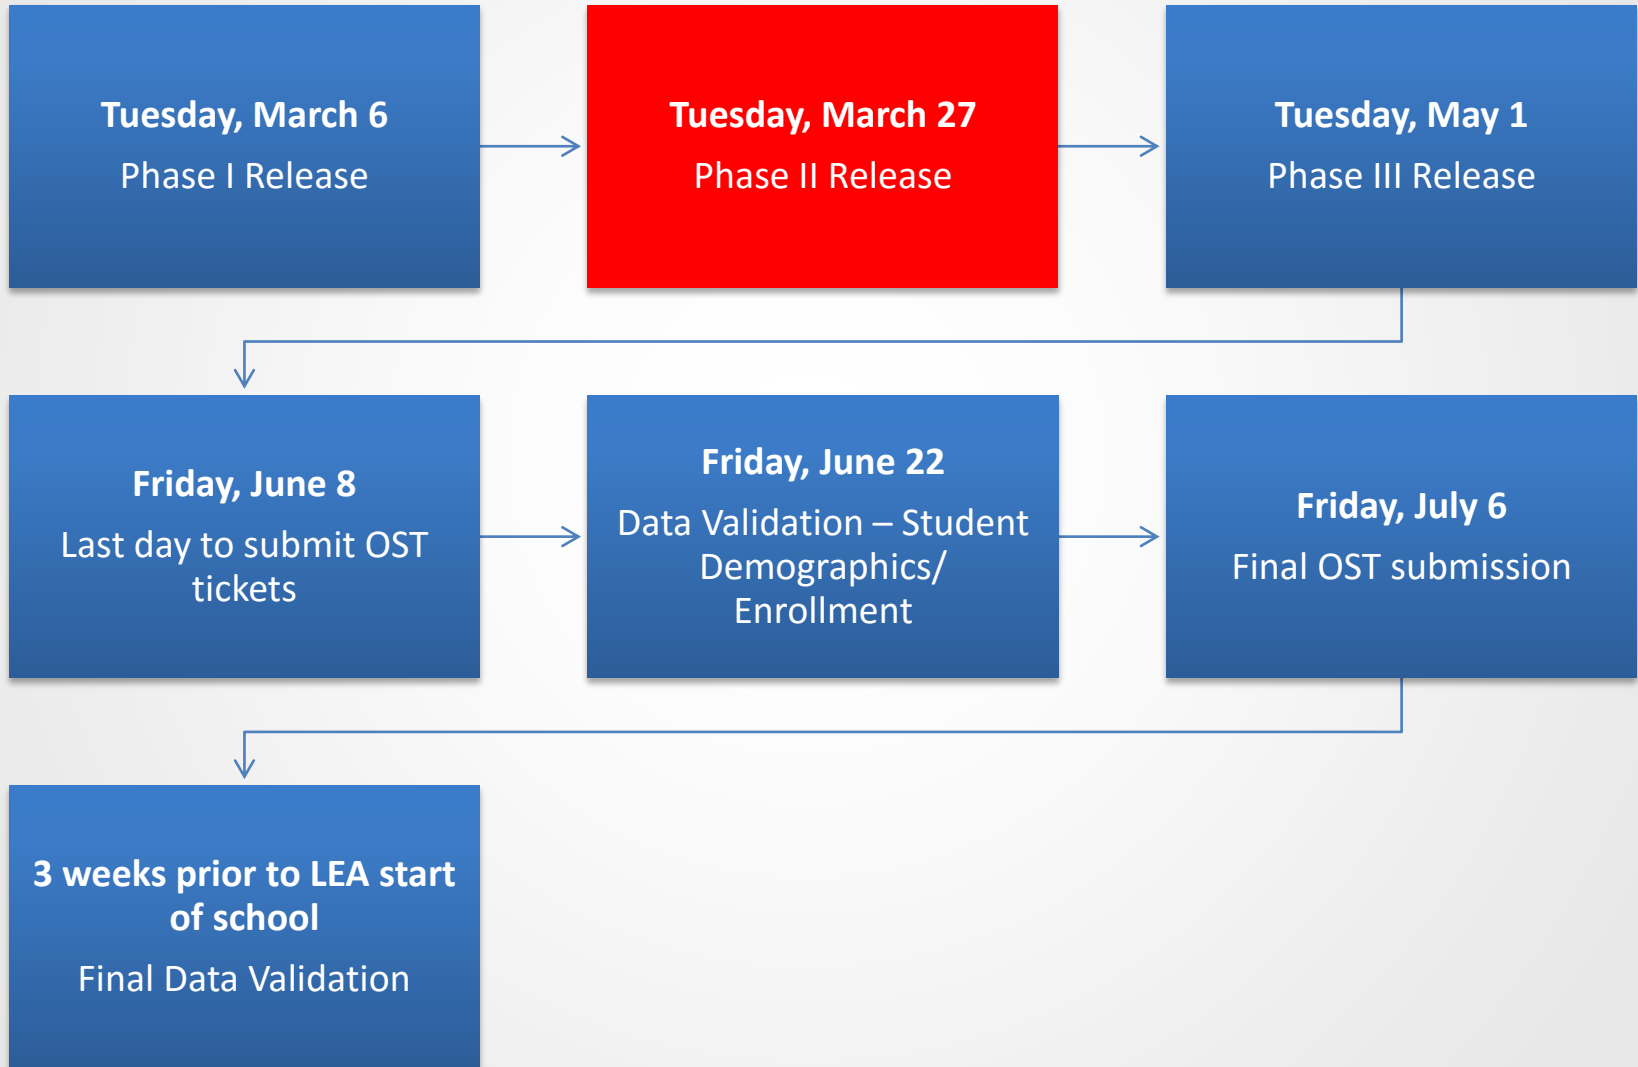 Tuesday, March 6
Phase I Release
Tuesday, March 27
Phase II Release
Tuesday, May 1
Phase III Release
Friday, June 8
Last day to submit OST
tickets
Friday, June 22
Data Validation – Student
Demographics/
Enrollment
Friday, July 6
Final OST submission
3 weeks prior to LEA start
of school
Final Data Validation